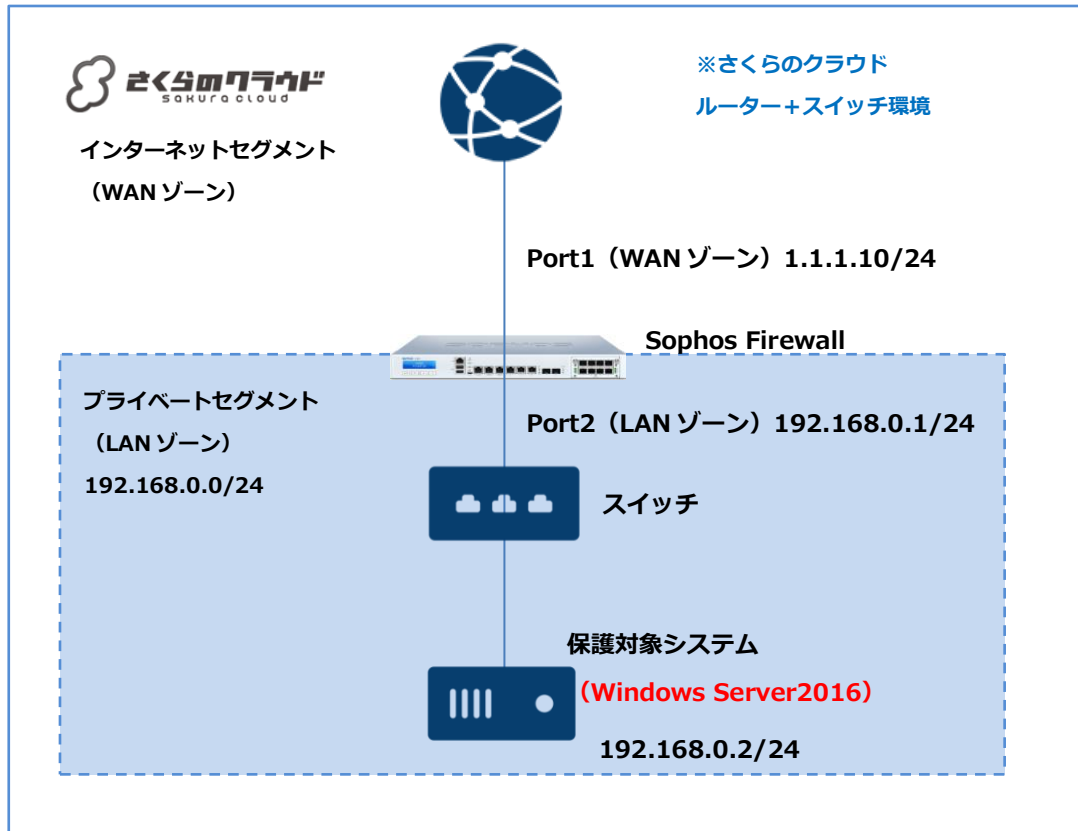 さくらのクラウド
SAKURA CLOUD
※さくらのクラウド
ルーター+スイッチ環境
インターネットセグメント
（WAN ゾーン）
Port1（WAN ゾーン）1.1.1.10/24
Sophos Firewall
プライベートセグメント
（LAN ゾーン）
192.168.0.0/24
Port2（LAN ゾーン）192.168.0.1/24
スイッチ
保護対象システム
（Windows Server2016）
192.168.0.2/24